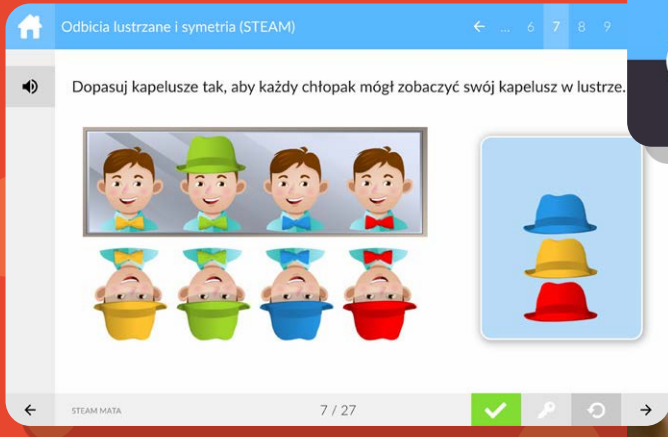 Odbicia lustrzane i symetria (STEAM)
... 6 7 8 9
Dopasuj kapelusze tak, aby każdy chłopak mógł zobaczyć swój kapelusz w lustrze.
STEAM MATA
7 / 27